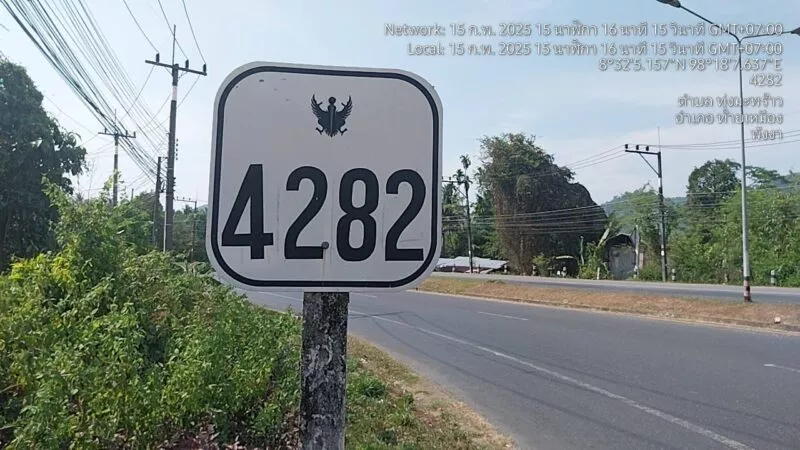 Network: 15 ก.พ. 2025 15 นาฬิกา 16 นาที 15 วินาที GMT+07:00
Local: 15 ก.พ. 2025 15 นาฬิกา 16 นาที 15 วินาที GMT+07:00
8°32'5.157"N 98°18'7.637"E
4282
ตำบล ทุ่งมะพร้าว
อำเภอ ท้ายเหมือง
พังงา
4282